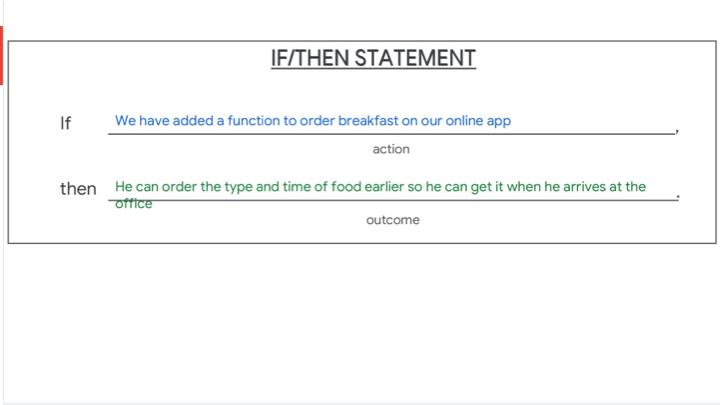 IF/THEN STATEMENT
If We have added a function to order breakfast on our online app ,
action
then He can order the type and time of food earlier so he can get it when he arrives at the .
office
outcome